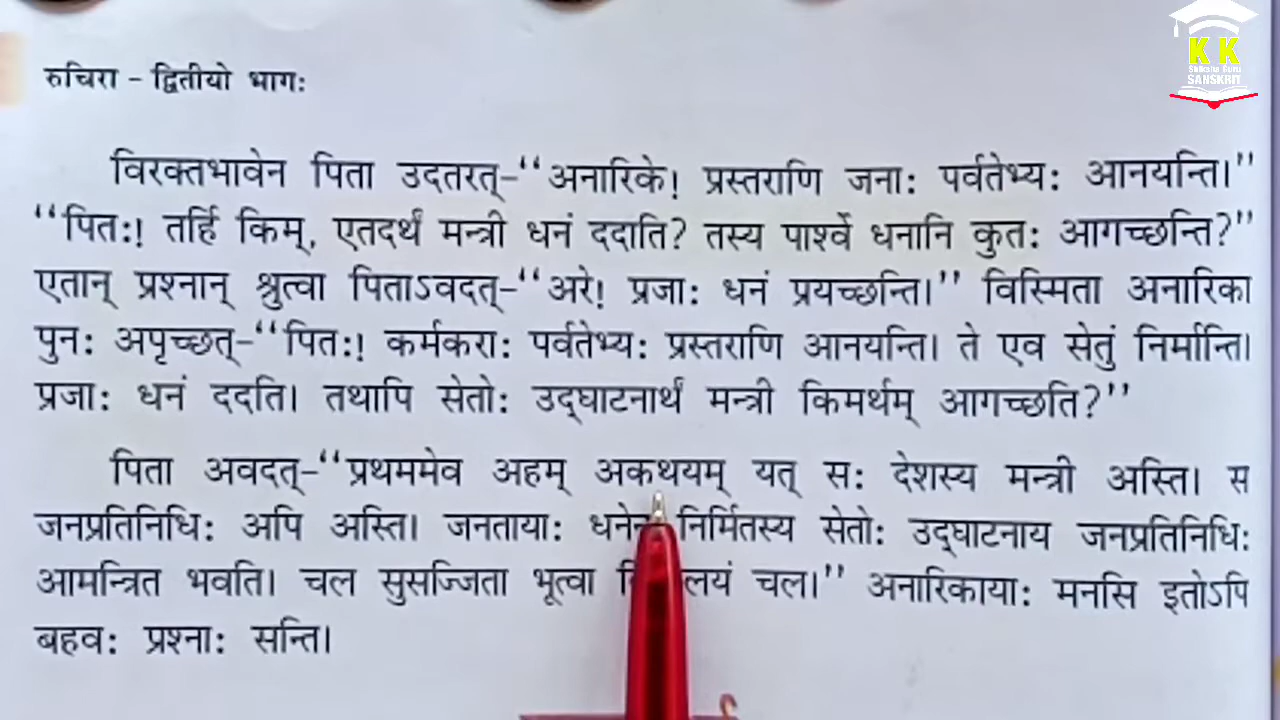 रुचिरा - द्वितीयो भागः
K K
Shiksha Guru
SANSKRIT
विरक्तभावेन पिता उदतरत्-“अनारिके! प्रस्तराणि जनाः पर्वतेभ्यः आनयन्ति।”
“पितः! तर्हि किम्, एतदर्थं मन्त्री धनं ददाति? तस्य पार्श्वे धनानि कुतः आगच्छन्ति?”
एतान् प्रश्नान् श्रुत्वा पिताऽवदत्-“अरे! प्रजाः धनं प्रयच्छन्ति।” विस्मिता अनारिका
पुनः अपृच्छत्-“पितः! कर्मकराः पर्वतेभ्यः प्रस्तराणि आनयन्ति। ते एव सेतुं निर्मान्ति।
प्रजाः धनं ददति। तथापि सेतोः उद्घाटनार्थं मन्त्री किमर्थम् आगच्छति?”
पिता अवदत्-“प्रथममेव अहम् अकथयम् यत् सः देशस्य मन्त्री अस्ति। स
जनप्रतिनिधिः अपि अस्ति। जनतायाः धनेन निर्मितस्य सेतोः उद्घाटनाय जनप्रतिनिधिः
आमन्त्रित भवति। चल सुसज्जिता भूत्वा चल।” अनारिकायाः मनसि इतोऽपि
बहवः प्रश्नाः सन्ति।